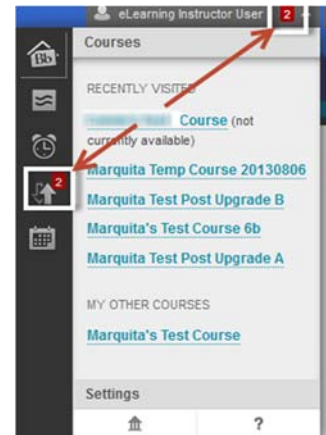 eLearning Instructor User 2
Bb
Courses
RECENTLY VISITED
Course (not
currently available)
2
Marquita Temp Course 20130806
Marquita Test Post Upgrade B
Marquita's Test Course 6b
Marquita Test Post Upgrade A
MY OTHER COURSES
Marquita's Test Course
Settings
?